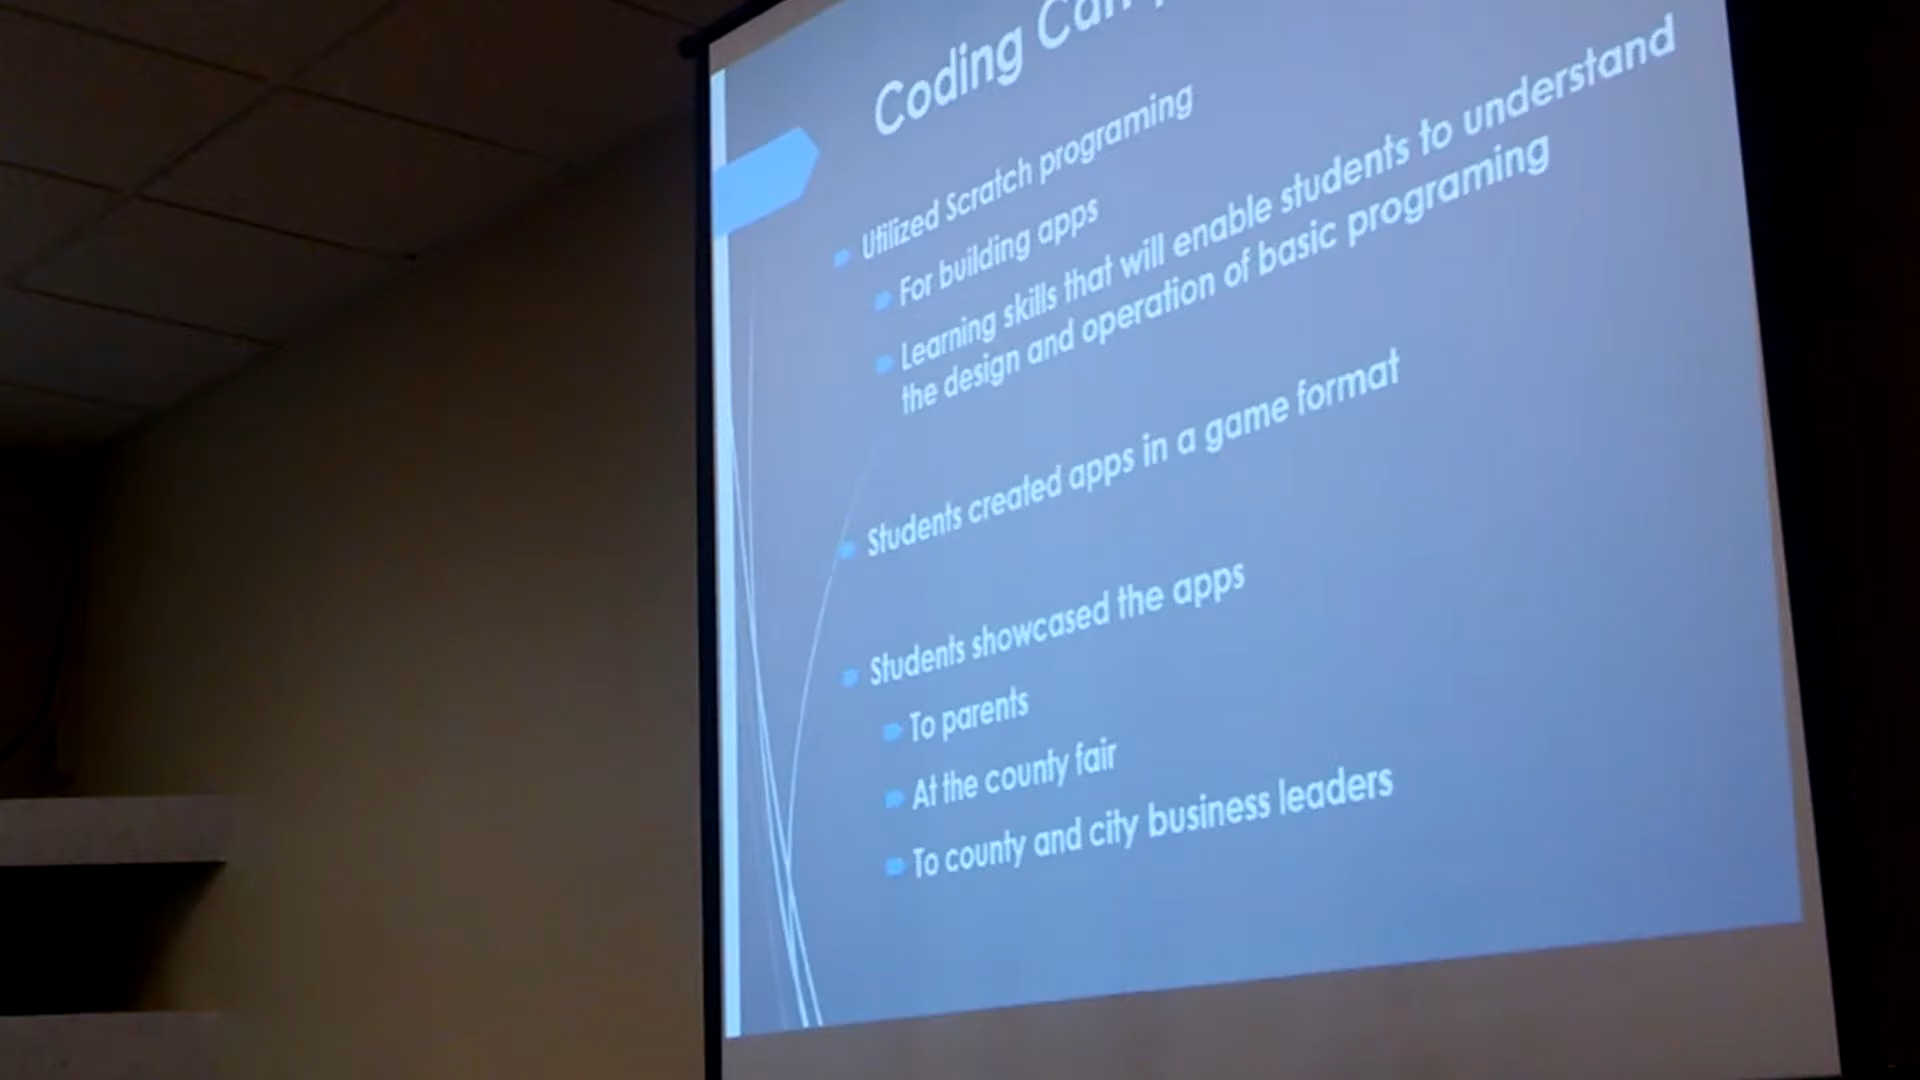 Coding
Utilized Scratch programing
For building apps
Learning skills that will enable students to understand
the design and operation of basic programing
Students created apps in a game format
Students showcased the apps
To parents
At the county fair
To county and city business leaders